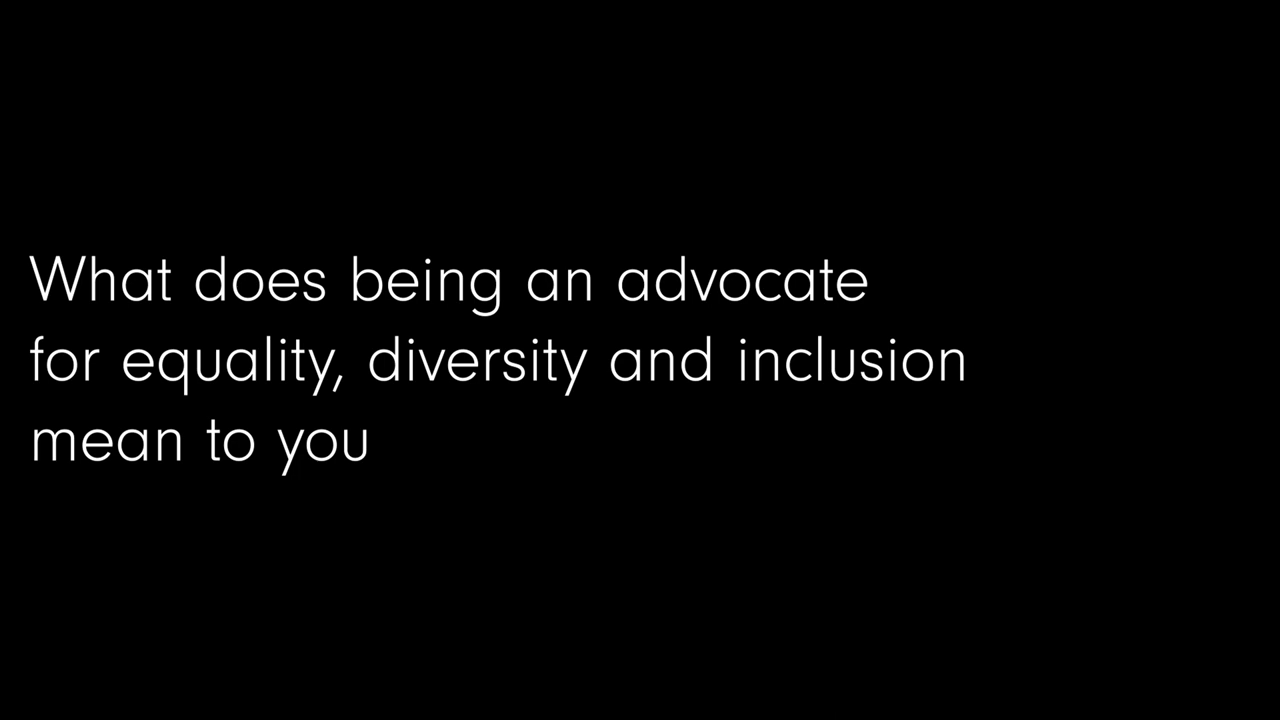 What does being an advocate
for equality, diversity and inclusion
mean to you